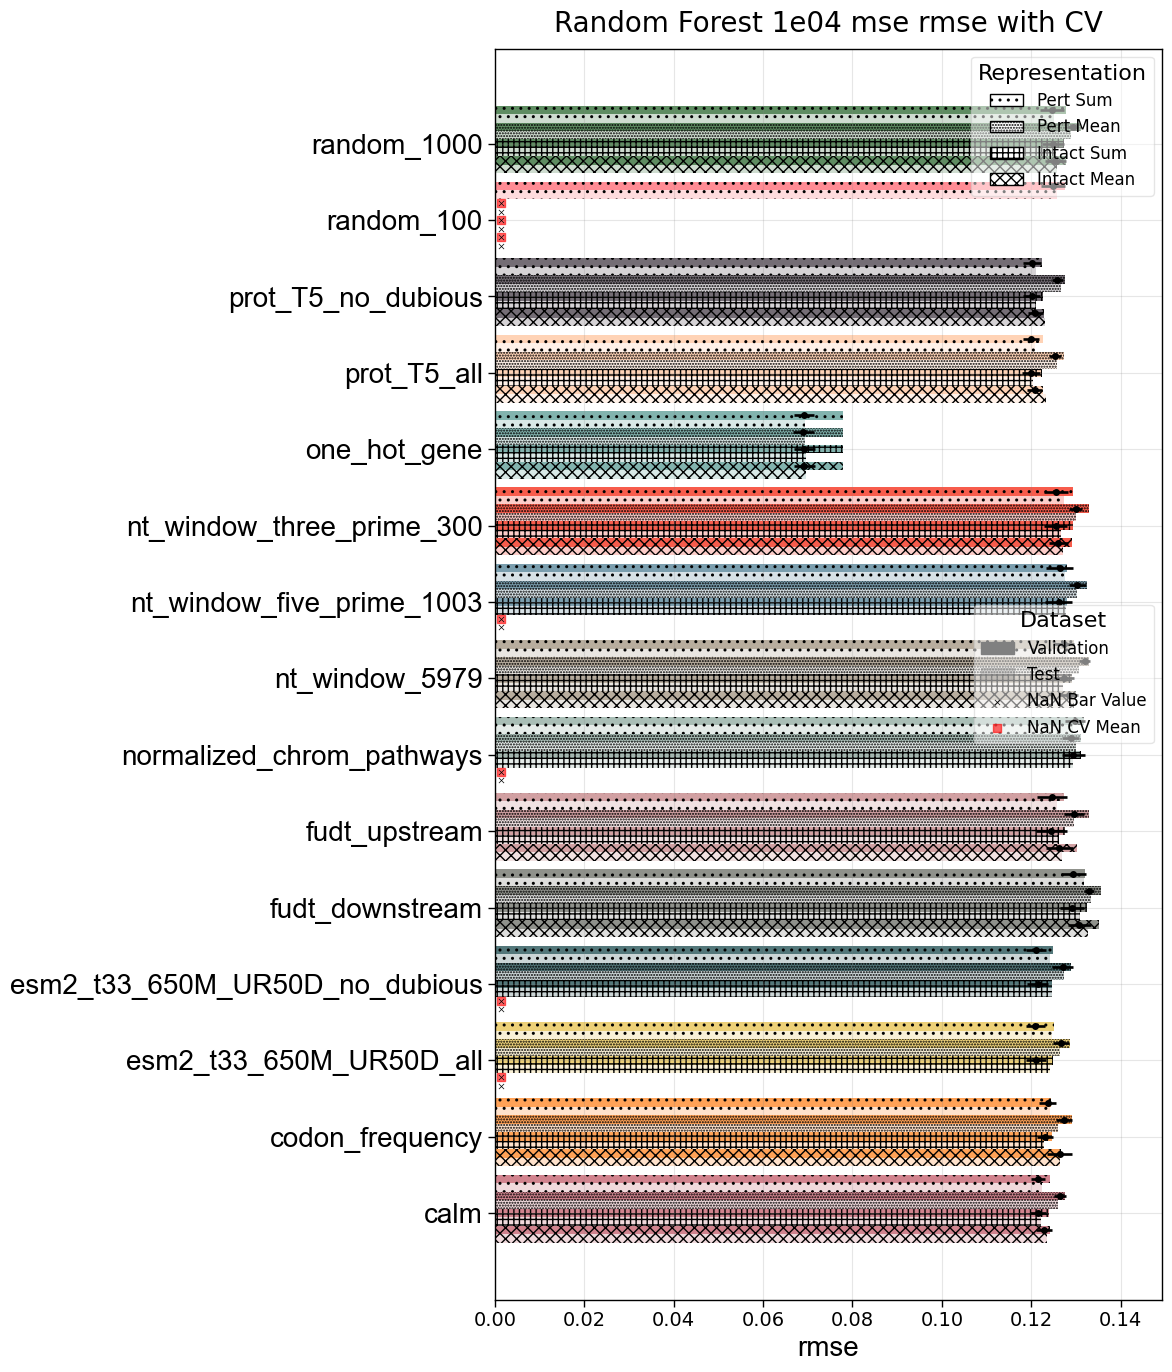 Random Forest 1e04 mse rmse with CV
Representation
Pert Sum
Pert Mean
Intact Sum
Intact Mean
random_1000
random_100
prot_T5_no_dubious
prot_T5_all
one_hot_gene
nt_window_three_prime_300
nt_window_five_prime_1003
Dataset
Validation
Test
NaN Bar Value
NaN CV Mean
nt_window_5979
normalized_chrom_pathways
fudt_upstream
fudt_downstream
esm2_t33_650M_UR50D_no_dubious
esm2_t33_650M_UR50D_all
codon_frequency
calm
0.00 0.02 0.04 0.06 0.08 0.10 0.12 0.14
rmse